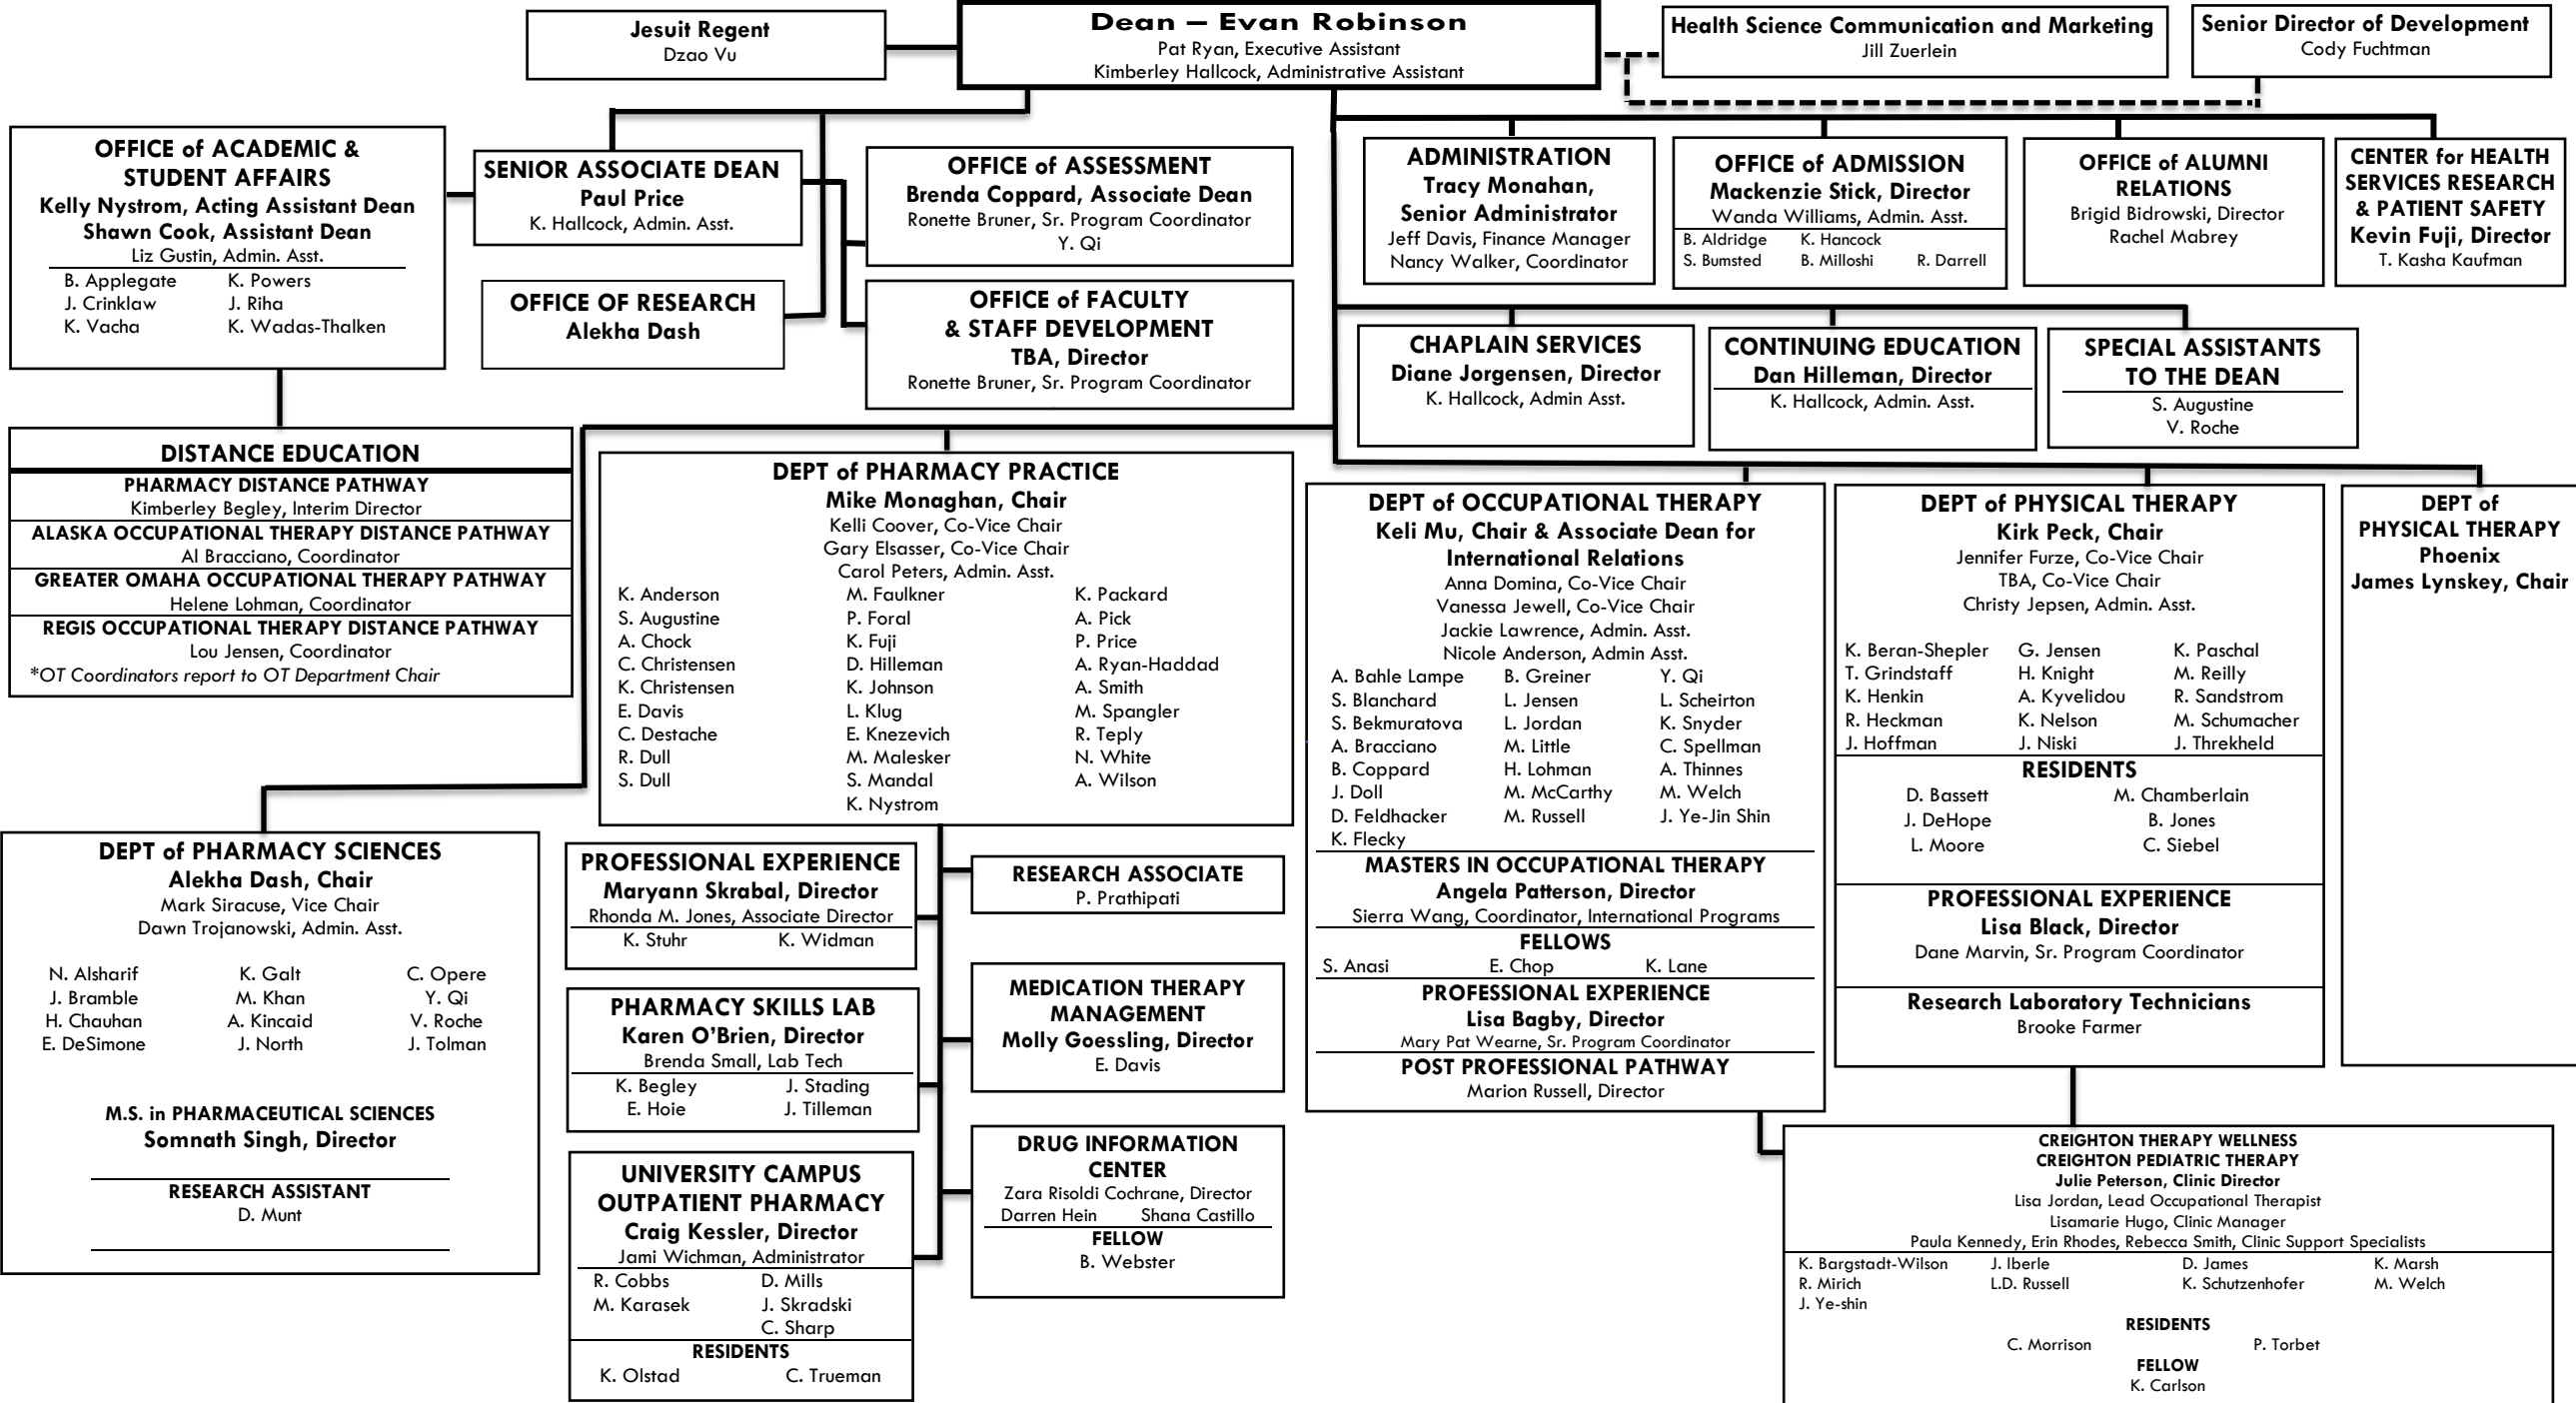 Jesuit Regent
Dzao Vu
Dean – Evan Robinson
Pat Ryan, Executive Assistant
Kimberley Hallcock, Administrative Assistant
Health Science Communication and Marketing
Jill Zuerlein
Senior Director of Development
Cody Fuchtman
OFFICE of ACADEMIC &
STUDENT AFFAIRS
Kelly Nystrom, Acting Assistant Dean
Shawn Cook, Assistant Dean
Liz Gustin, Admin. Asst.
B. Applegate K. Powers
J. Crinklaw J. Riha
K. Vacha K. Wadas-Thalken
SENIOR ASSOCIATE DEAN
Paul Price
K. Hallcock, Admin. Asst.
OFFICE OF RESEARCH
Alekha Dash
OFFICE of ASSESSMENT
Brenda Coppard, Associate Dean
Ronette Bruner, Sr. Program Coordinator
Y. Qi
OFFICE of FACULTY
& STAFF DEVELOPMENT
TBA, Director
Ronette Bruner, Sr. Program Coordinator
ADMINISTRATION
Tracy Monahan,
Senior Administrator
Jeff Davis, Finance Manager
Nancy Walker, Coordinator
OFFICE of ADMISSION
Mackenzie Stick, Director
Wanda Williams, Admin. Asst.
B. Aldridge K. Hancock
S. Bumsted B. Milloshi R. Darrell
OFFICE of ALUMNI
RELATIONS
Brigid Bidrowski, Director
Rachel Mabrey
CENTER for HEALTH
SERVICES RESEARCH
& PATIENT SAFETY
Kevin Fuji, Director
T. Kasha Kaufman
CHAPLAIN SERVICES
Diane Jorgensen, Director
K. Hallcock, Admin Asst.
CONTINUING EDUCATION
Dan Hilleman, Director
K. Hallcock, Admin. Asst.
SPECIAL ASSISTANTS
TO THE DEAN
S. Augustine
V. Roche
DISTANCE EDUCATION
PHARMACY DISTANCE PATHWAY
Kimberley Begley, Interim Director
ALASKA OCCUPATIONAL THERAPY DISTANCE PATHWAY
Al Bracciano, Coordinator
GREATER OMAHA OCCUPATIONAL THERAPY PATHWAY
Helene Lohman, Coordinator
REGIS OCCUPATIONAL THERAPY DISTANCE PATHWAY
Lou Jensen, Coordinator
*OT Coordinators report to OT Department Chair
DEPT of PHARMACY PRACTICE
Mike Monaghan, Chair
Kelli Coover, Co-Vice Chair
Gary Elsasser, Co-Vice Chair
Carol Peters, Admin. Asst.
K. Anderson M. Faulkner K. Packard
S. Augustine P. Foral A. Pick
A. Chock K. Fuji P. Price
C. Christensen D. Hilleman A. Ryan-Haddad
K. Christensen K. Johnson A. Smith
E. Davis L. Klug M. Spangler
C. Destache E. Knezevich R. Teply
R. Dull M. Malesker N. White
S. Dull S. Mandal A. Wilson
K. Nystrom
DEPT of OCCUPATIONAL THERAPY
Keli Mu, Chair & Associate Dean for
International Relations
Anna Domina, Co-Vice Chair
Vanessa Jewell, Co-Vice Chair
Jackie Lawrence, Admin. Asst.
Nicole Anderson, Admin Asst.
A. Bahle Lampe B. Greiner Y. Qi
S. Blanchard L. Jensen L. Scheirton
S. Bekmuratova L. Jordan K. Snyder
A. Bracciano M. Little C. Spellman
B. Coppard H. Lohman A. Thinnes
J. Doll M. McCarthy M. Welch
D. Feldhacker M. Russell J. Ye-Jin Shin
K. Flecky
MASTERS IN OCCUPATIONAL THERAPY
Angela Patterson, Director
Sierra Wang, Coordinator, International Programs
FELLOWS
S. Anasi E. Chop K. Lane
PROFESSIONAL EXPERIENCE
Lisa Bagby, Director
Mary Pat Wearne, Sr. Program Coordinator
POST PROFESSIONAL PATHWAY
Marion Russell, Director
DEPT of PHYSICAL THERAPY
Kirk Peck, Chair
Jennifer Furze, Co-Vice Chair
TBA, Co-Vice Chair
Christy Jepsen, Admin. Asst.
K. Beran-Shepler G. Jensen K. Paschal
T. Grindstaff H. Knight M. Reilly
K. Henkin A. Kyvelidou R. Sandstrom
R. Heckman K. Nelson M. Schumacher
J. Hoffman J. Niski J. Threkheld
RESIDENTS
D. Bassett M. Chamberlain
J. DeHope B. Jones
L. Moore C. Siebel
PROFESSIONAL EXPERIENCE
Lisa Black, Director
Dane Marvin, Sr. Program Coordinator
Research Laboratory Technicians
Brooke Farmer
DEPT of
PHYSICAL THERAPY
Phoenix
James Lynskey, Chair
DEPT of PHARMACY SCIENCES
Alekha Dash, Chair
Mark Siracuse, Vice Chair
Dawn Trojanowski, Admin. Asst.
N. Alsharif K. Galt C. Opere
J. Bramble M. Khan Y. Qi
H. Chauhan A. Kincaid V. Roche
E. DeSimone J. North J. Tolman
M.S. in PHARMACEUTICAL SCIENCES
Somnath Singh, Director
RESEARCH ASSISTANT
D. Munt
PROFESSIONAL EXPERIENCE
Maryann Skrabal, Director
Rhonda M. Jones, Associate Director
K. Stuhr K. Widman
PHARMACY SKILLS LAB
Karen O’Brien, Director
Brenda Small, Lab Tech
K. Begley J. Stading
E. Hoie J. Tilleman
UNIVERSITY CAMPUS
OUTPATIENT PHARMACY
Craig Kessler, Director
Jami Wichman, Administrator
R. Cobbs D. Mills
M. Karasek J. Skradski
C. Sharp
RESIDENTS
K. Olstad C. Trueman
RESEARCH ASSOCIATE
P. Prathipati
MEDICATION THERAPY
MANAGEMENT
Molly Goessling, Director
E. Davis
DRUG INFORMATION
CENTER
Zara Risoldi Cochrane, Director
Darren Hein Shana Castillo
FELLOW
B. Webster
CREIGHTON THERAPY WELLNESS
CREIGHTON PEDIATRIC THERAPY
Julie Peterson, Clinic Director
Lisa Jordan, Lead Occupational Therapist
Lisamarie Hugo, Clinic Manager
Paula Kennedy, Erin Rhodes, Rebecca Smith, Clinic Support Specialists
K. Bargstadt-Wilson J. Iberle D. James K. Marsh
R. Mirich L.D. Russell K. Schutzenhofer M. Welch
J. Ye-shin
RESIDENTS
C. Morrison P. Torbet
FELLOW
K. Carlson